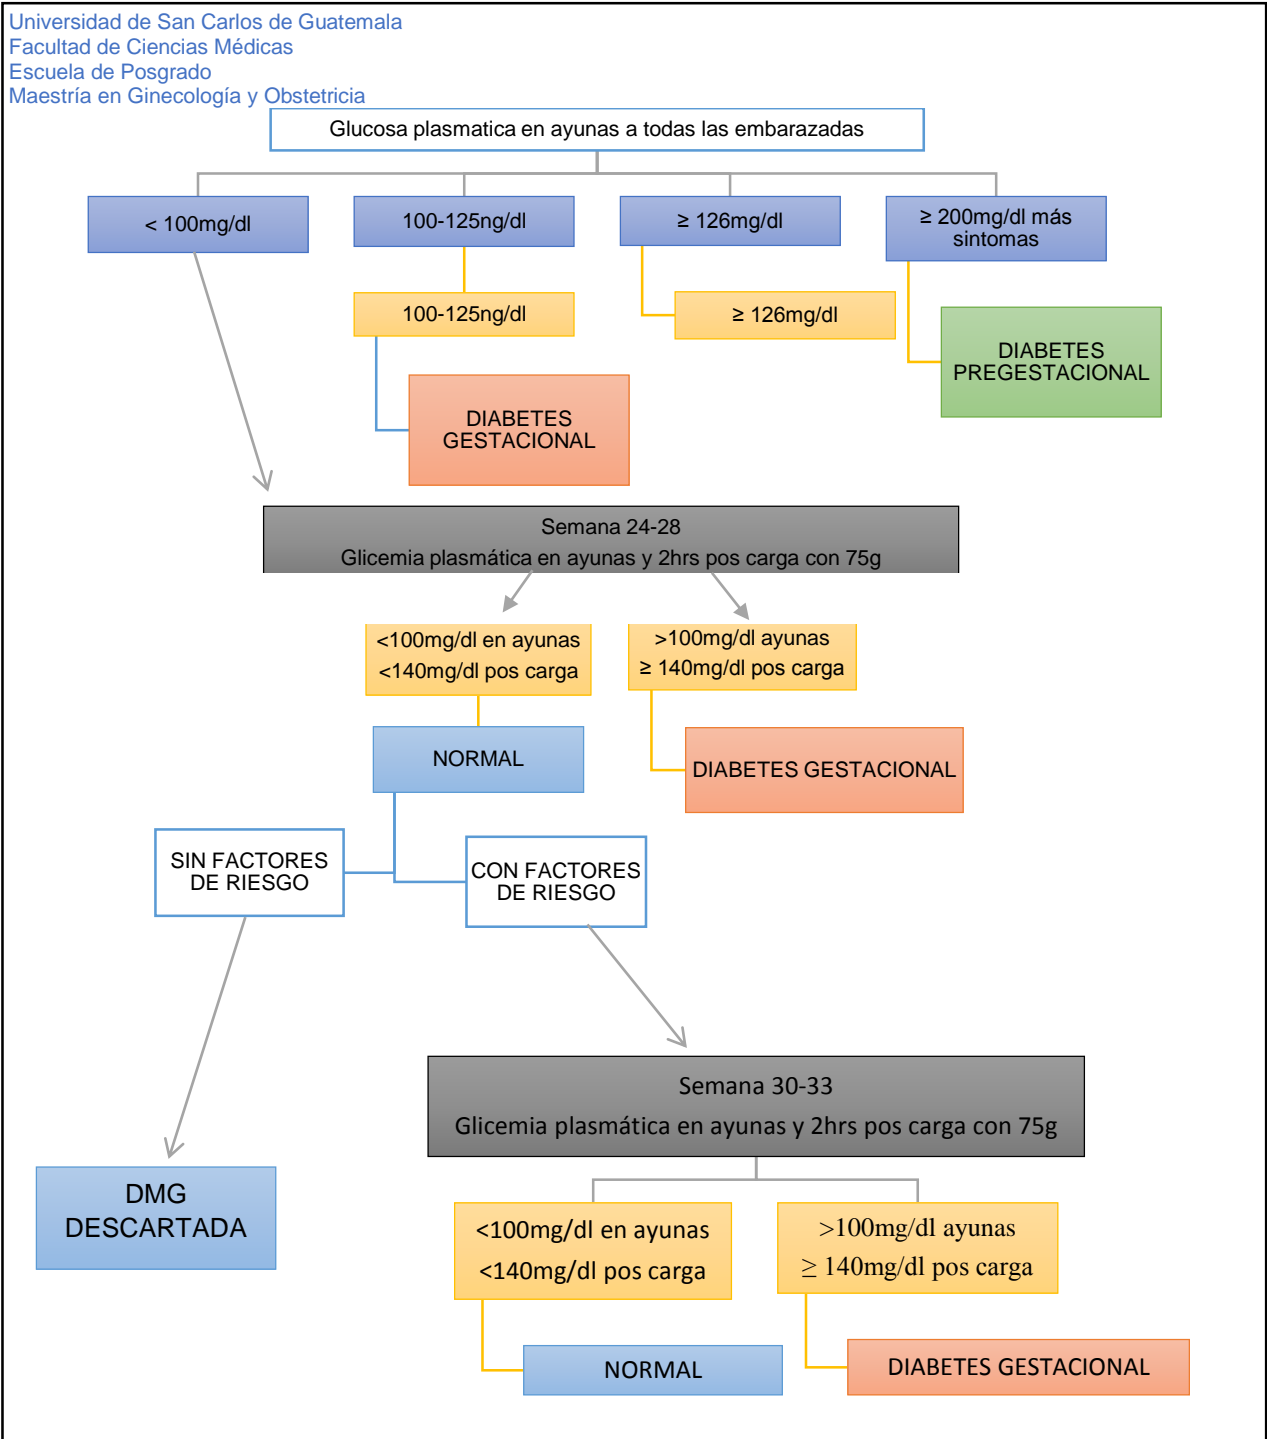 Universidad de San Carlos de Guatemala
Facultad de Ciencias Médicas
Escuela de Posgrado
Maestría en Ginecología y Obstetricia
Glucosa plasmatica en ayunas a todas las embarazadas
< 100mg/dl
100-125ng/dl
≥ 126mg/dl
≥ 200mg/dl más
sintomas
100-125ng/dl
≥ 126mg/dl
DIABETES
PREGESTACIONAL
DIABETES
GESTACIONAL
Semana 24-28
Glicemia plasmática en ayunas y 2hrs pos carga con 75g
<100mg/dl en ayunas
<140mg/dl pos carga
>100mg/dl ayunas
≥ 140mg/dl pos carga
NORMAL
DIABETES GESTACIONAL
SIN FACTORES
DE RIESGO
CON FACTORES
DE RIESGO
Semana 30-33
Glicemia plasmática en ayunas y 2hrs pos carga con 75g
DMG
DESCARTADA
<100mg/dl en ayunas
<140mg/dl pos carga
>100mg/dl ayunas
≥ 140mg/dl pos carga
NORMAL
DIABETES GESTACIONAL